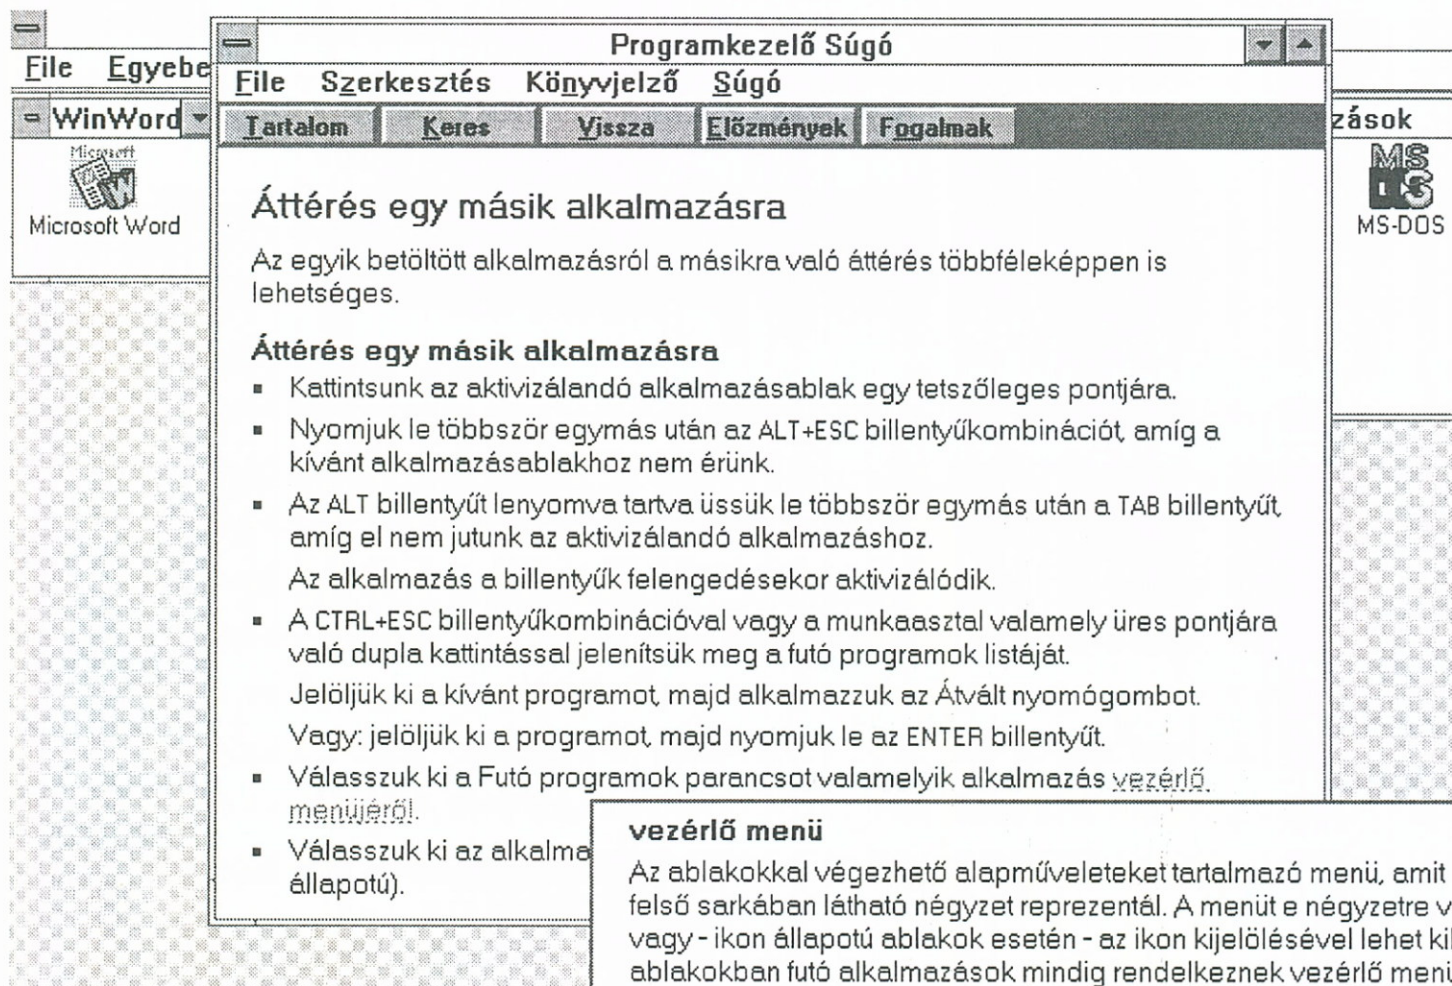 Programkezelő Súgó
File Egyebe
File Szerkesztés Könyvjelző Súgó
WinWord
Tartalom Keres Vissza Előzmények Fogalmak
zások
Microsoft
Microsoft Word
MS
DOS
MS-DOS
Áttérés egy másik alkalmazásra
Az egyik betöltött alkalmazásról a másikra való áttérés többféleképpen is
lehetséges.
Áttérés egy másik alkalmazásra
▪ Kattintsunk az aktivizálandó alkalmazásablak egy tetszőleges pontjára.
▪ Nyomjuk le többször egymás után az ALT+ESC billentyűkombinációt, amíg a
kívánt alkalmazásablakhoz nem érünk.
▪ Az ALT billentyűt lenyomva tartva üssük le többször egymás után a TAB billentyűt,
amíg el nem jutunk az aktivizálandó alkalmazáshoz.
Az alkalmazás a billentyűk felengedésekor aktivizálódik.
▪ A CTRL+ESC billentyűkombinációval vagy a munkaasztal valamely üres pontjára
való dupla kattintással jelenítsük meg a futó programok listáját.
Jelöljük ki a kívánt programot, majd alkalmazzuk az Átvált nyomógombot.
Vagy: jelöljük ki a programot, majd nyomjuk le az ENTER billentyűt.
▪ Válasszuk ki a Futó programok parancsot valamelyik alkalmazás vezérlő
menüjéről.
▪ Válasszuk ki az alkalma
állapotú).
vezérlő menü
Az ablakokkal végezhető alapműveleteket tartalmazó menü, amit
felső sarkában látható négyzet reprezentál. A menüt e négyzetre v
vagy - ikon állapotú ablakok esetén - az ikon kijelölésével lehet kil
ablakokban futó alkalmazások mindig rendelkeznek vezérlő menü